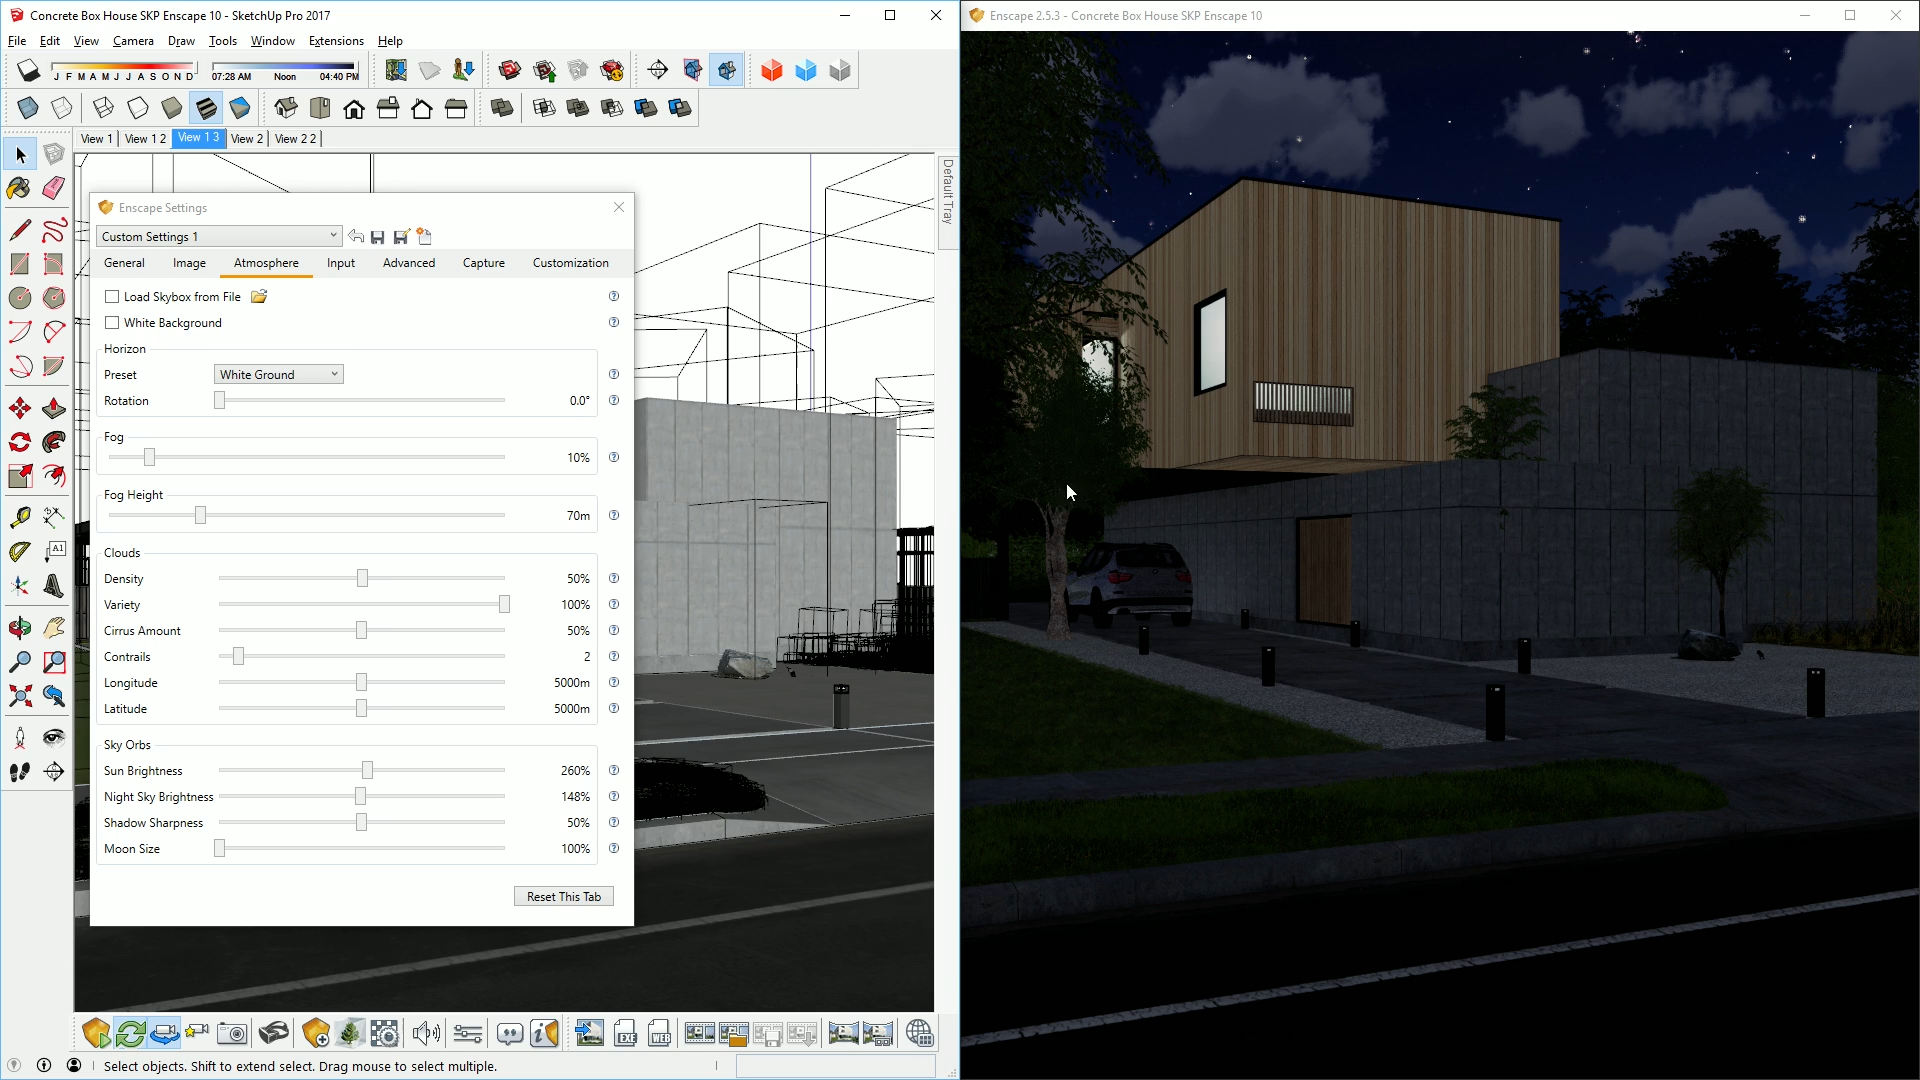 Concrete Box House SKP Enscape 10 - SketchUp Pro 2017
Enscape 2.5.3 - Concrete Box House SKP Enscape 10
File Edit View Camera Draw Tools Window Extensions Help
J F M A M J J A S O N D
07:28 AM Noon 04:40 PM
View 1 View 1 2 View 1 3 View 2 View 2 2
Default Tray
Enscape Settings
Custom Settings 1
General Image Atmosphere Input Advanced Capture Customization
Load Skybox from File
White Background
Horizon
Preset White Ground
Rotation 0.0°
Fog
10%
Fog Height
70m
Clouds
Density 50%
Variety 100%
Cirrus Amount 50%
Contrails 2
Longitude 5000m
Latitude 5000m
Sky Orbs
Sun Brightness 260%
Night Sky Brightness 148%
Shadow Sharpness 50%
Moon Size 100%
Reset This Tab
A1
EXE
WEB
Select objects. Shift to extend select. Drag mouse to select multiple.